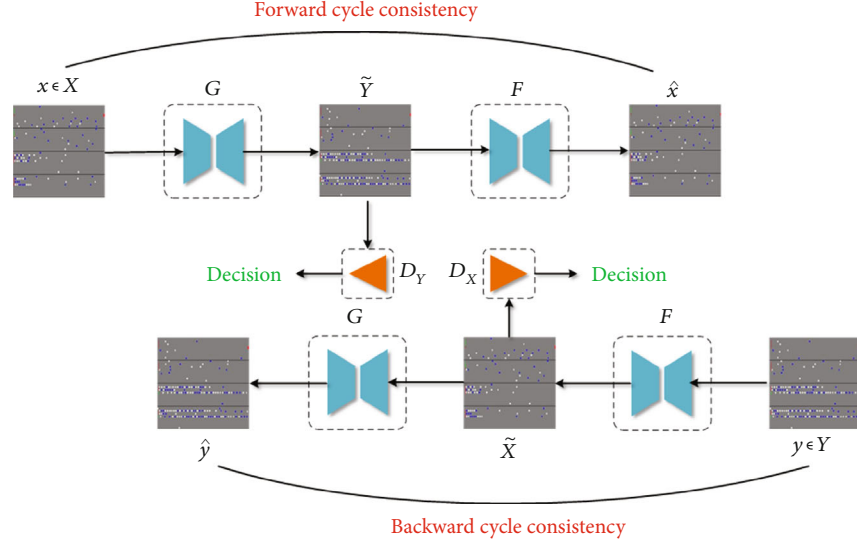 Forward cycle consistency
x ϵ X
G
Ỹ
F
x̂
Decision
D_Y
D_X
Decision
G
F
ŷ
X̃
y ϵ Y
Backward cycle consistency